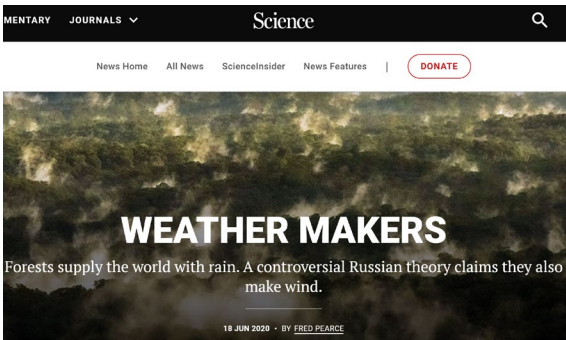 MENTARY JOURNALS
Science
News Home All News ScienceInsider News Features | DONATE
WEATHER MAKERS
Forests supply the world with rain. A controversial Russian theory claims they also
make wind.
18 JUN 2020 • BY FRED PEARCE